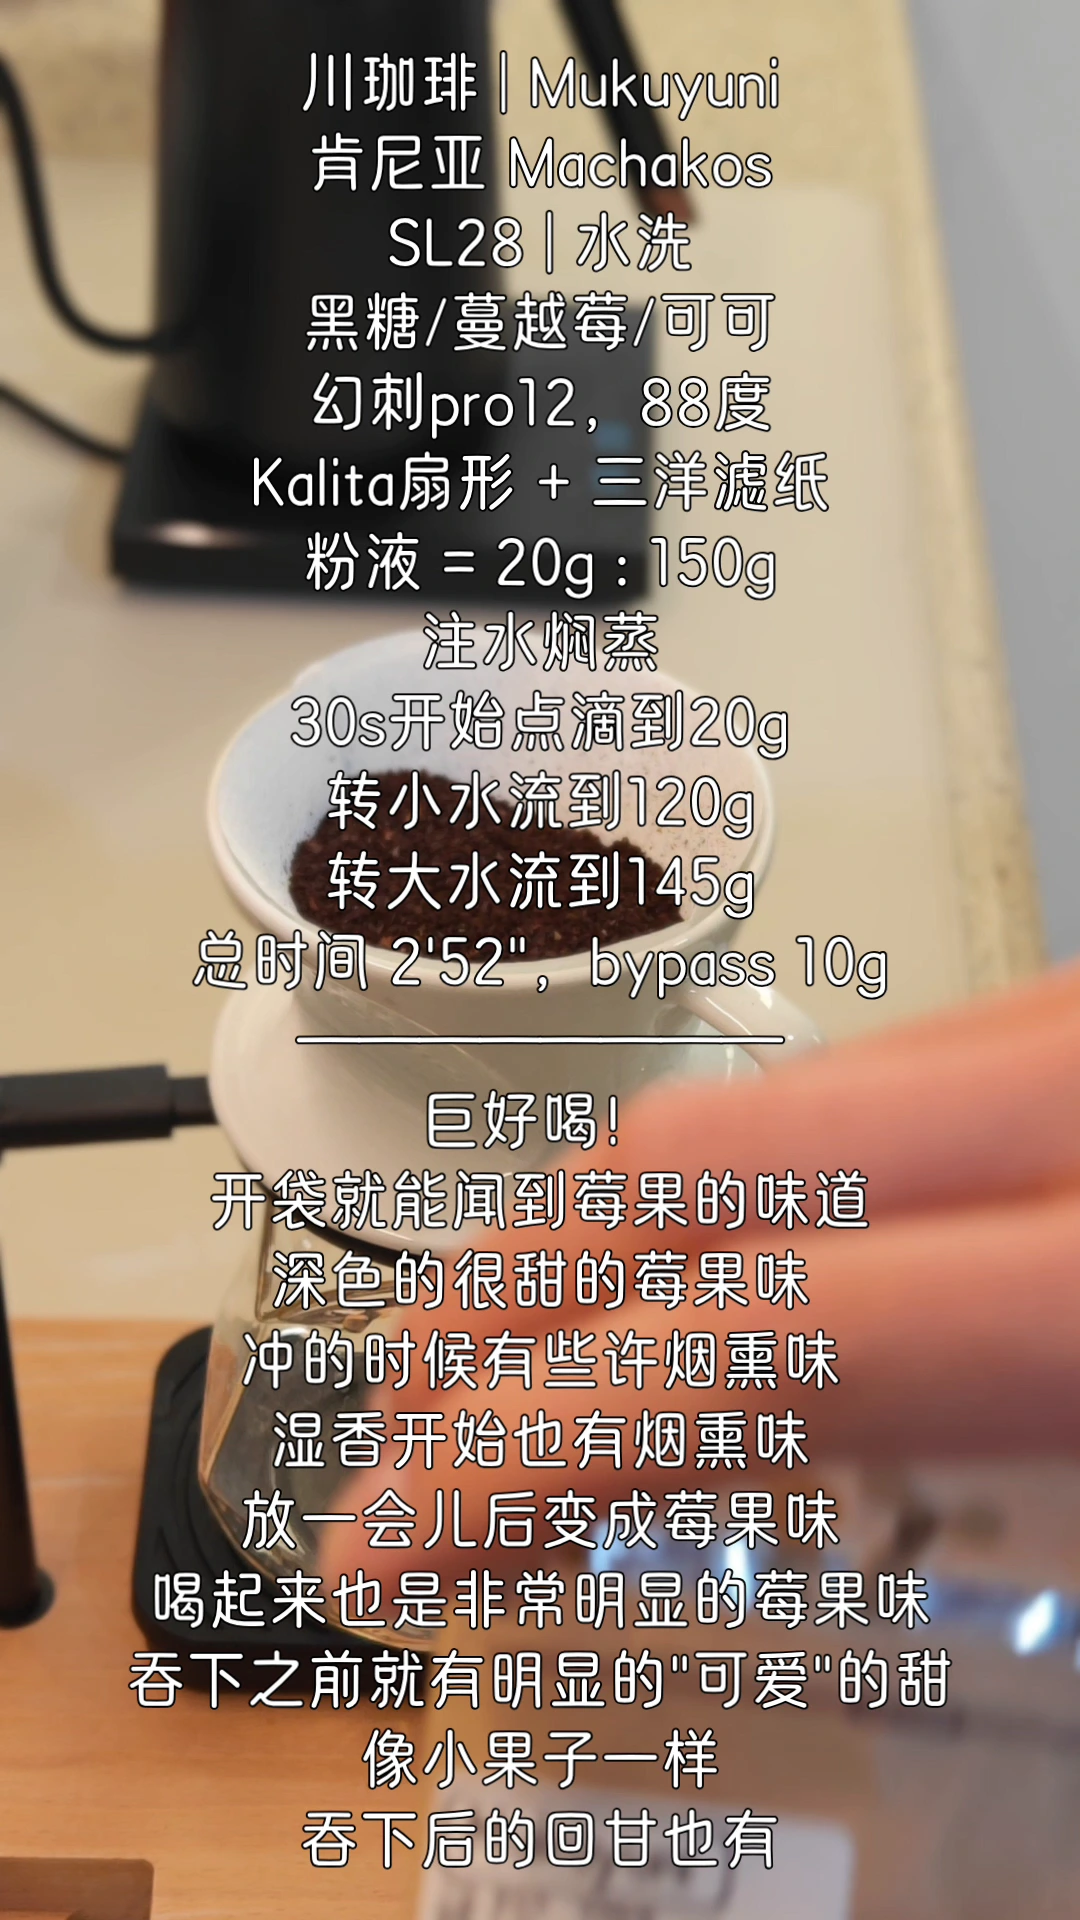 川珈琲 | Mukuyuni
肯尼亚 Machakos
SL28 | 水洗
黑糖/蔓越莓/可可
幻刺pro12，88度
Kalita扇形 + 三洋滤纸
粉液 = 20g : 150g
注水焖蒸
30s开始点滴到20g
转小水流到120g
转大水流到145g
总时间 2'52"，bypass 10g
巨好喝！
开袋就能闻到莓果的味道
深色的很甜的莓果味
冲的时候有些许烟熏味
湿香开始也有烟熏味
放一会儿后变成莓果味
喝起来也是非常明显的莓果味
吞下之前就有明显的"可爱"的甜
像小果子一样
吞下后的回甘也有